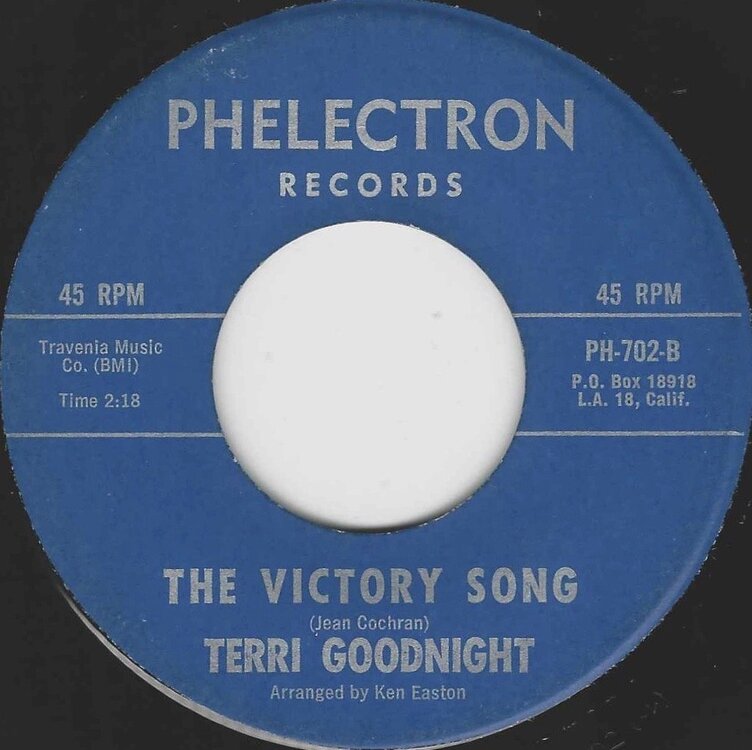 PHELECTRON
RECORDS
45 RPM
45 RPM
Travenia Music
Co. (BMI)
Time 2:18
PH-702-B
P.O. Box 18918
L.A. 18, Calif.
THE VICTORY SONG
(Jean Cochran)
TERRI GOODNIGHT
Arranged by Ken Easton